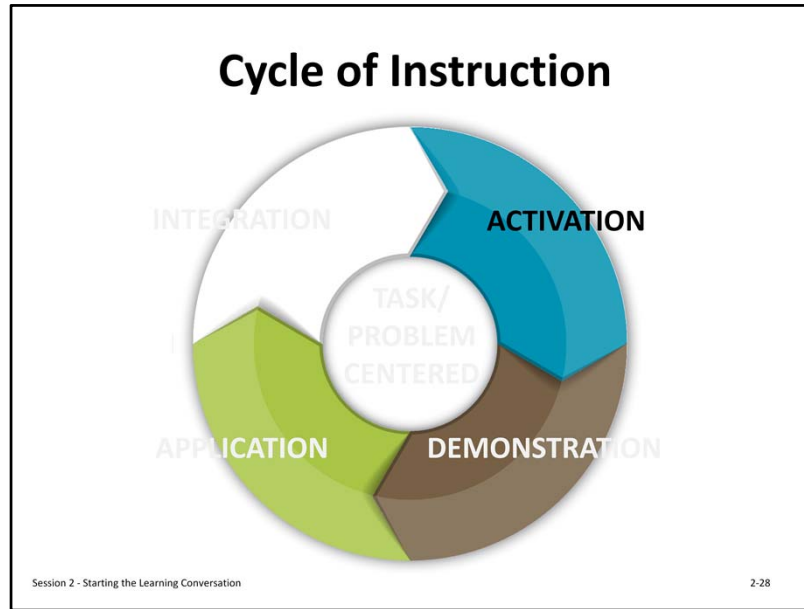 Cycle of Instruction
INTEGRATION
ACTIVATION
TASK/
PROBLEM
CENTERED
APPLICATION
DEMONSTRATION
Session 2 - Starting the Learning Conversation
2-28